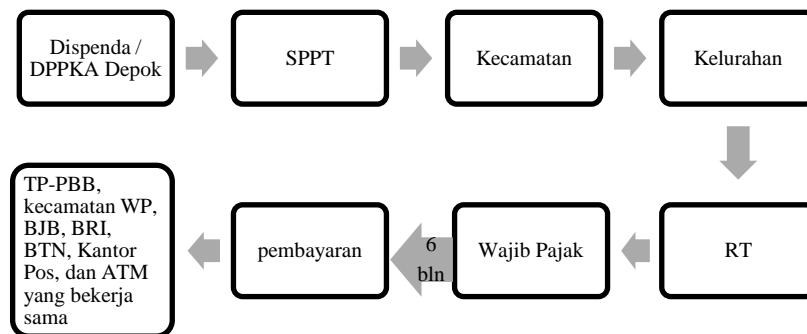 Dispenda /
DPPKA Depok
SPPT
Kecamatan
Kelurahan
RT
Wajib Pajak
6
bln
pembayaran
TP-PBB,
kecamatan WP,
BJB, BRI,
BTN, Kantor
Pos, dan ATM
yang bekerja
sama